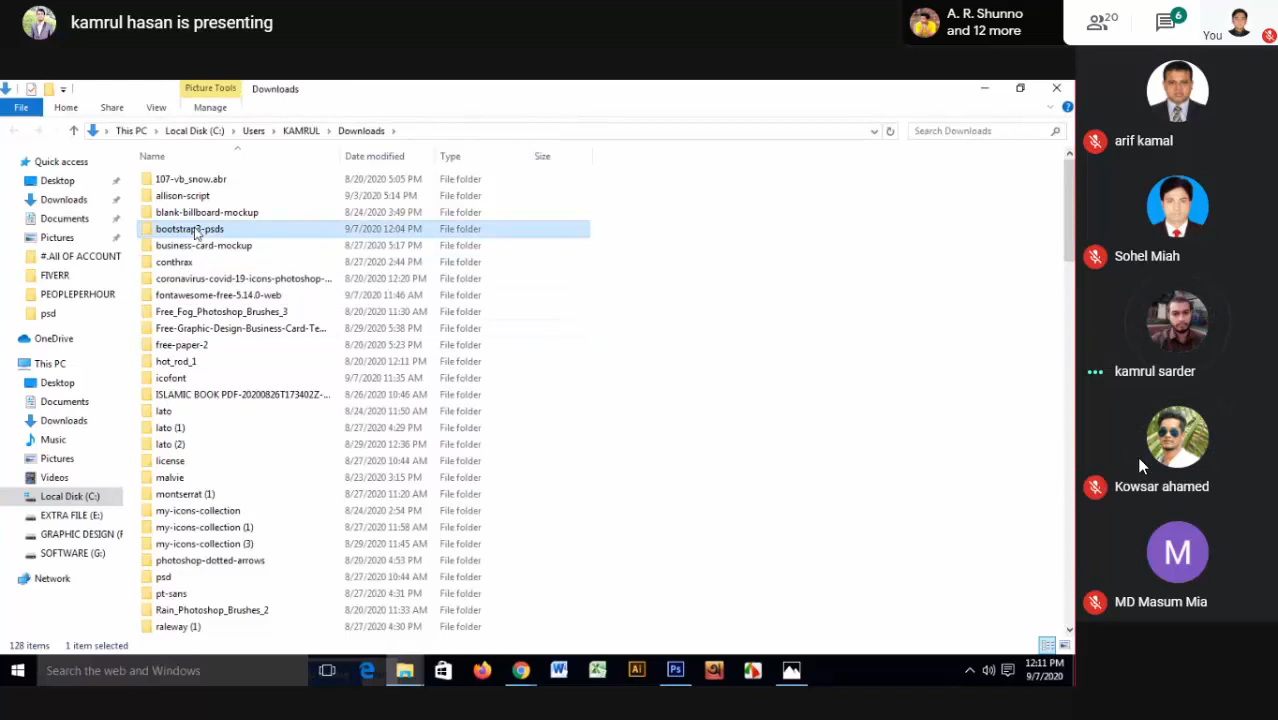 kamrul hasan is presenting
A. R. Shunno
and 12 more
20
6
You
Picture Tools
Downloads
File
Home
Share
View
Manage
This PC > Local Disk (C:) > Users > KAMRUL > Downloads >
Search Downloads
Quick access
Desktop
Downloads
Documents
Pictures
#.All OF ACCOUNT
FIVERR
PEOPLEPERHOUR
psd
OneDrive
This PC
Desktop
Documents
Downloads
Music
Pictures
Videos
Local Disk (C:)
EXTRA FILE (E:)
GRAPHIC DESIGN (F
SOFTWARE (G:)
Network
Name Date modified Type Size
107-vb_snow.abr 8/20/2020 5:05 PM File folder
allison-script 9/3/2020 5:14 PM File folder
blank-billboard-mockup 8/24/2020 3:49 PM File folder
bootstrap3-psds 9/7/2020 12:04 PM File folder
business-card-mockup 8/27/2020 5:17 PM File folder
conthrax 8/27/2020 2:44 PM File folder
coronavirus-covid-19-icons-photoshop-... 8/20/2020 12:20 PM File folder
fontawesome-free-5.14.0-web 9/7/2020 11:46 AM File folder
Free_Fog_Photoshop_Brushes_3 8/20/2020 11:30 AM File folder
Free-Graphic-Design-Business-Card-Te... 8/29/2020 5:38 PM File folder
free-paper-2 8/20/2020 5:23 PM File folder
hot_rod_1 8/20/2020 12:11 PM File folder
icofont 9/7/2020 11:35 AM File folder
ISLAMIC BOOK PDF-20200826T173402Z-... 8/26/2020 10:46 AM File folder
lato 8/24/2020 11:50 AM File folder
lato (1) 8/27/2020 4:29 PM File folder
lato (2) 8/29/2020 12:36 PM File folder
license 8/27/2020 10:44 AM File folder
malvie 8/23/2020 3:15 PM File folder
montserrat (1) 8/27/2020 11:20 AM File folder
my-icons-collection 8/24/2020 2:54 PM File folder
my-icons-collection (1) 8/27/2020 11:58 AM File folder
my-icons-collection (3) 8/29/2020 11:45 AM File folder
photoshop-dotted-arrows 8/20/2020 4:53 PM File folder
psd 8/27/2020 10:44 AM File folder
pt-sans 8/27/2020 4:31 PM File folder
Rain_Photoshop_Brushes_2 8/20/2020 11:33 AM File folder
raleway (1) 8/27/2020 4:30 PM File folder
128 items 1 item selected
Search the web and Windows
Ai
Ps
12:11 PM
9/7/2020
arif kamal
Sohel Miah
kamrul sarder
Kowsar ahamed
M
MD Masum Mia